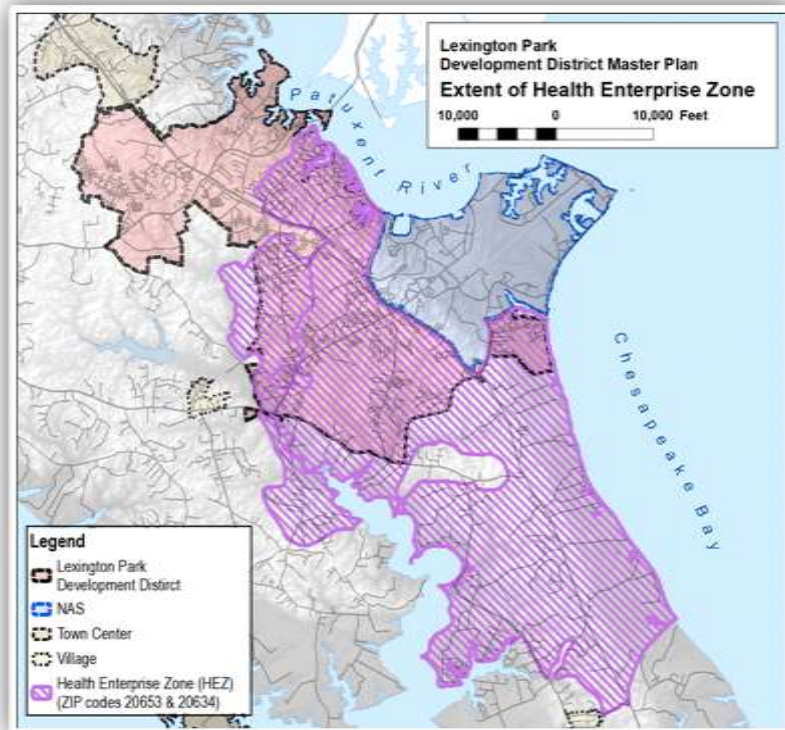 Lexington Park
Development District Master Plan
Extent of Health Enterprise Zone
10,000 0 10,000 Feet
Patuxent River
Chesapeake Bay
Legend
Lexington Park
Development Distirct
NAS
Town Center
Village
Health Enterprise Zone (HEZ)
(ZIP codes 20653 & 20634)